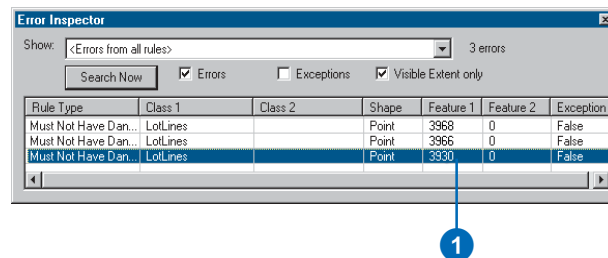 Error Inspector
Show: <Errors from all rules> 3 errors
Search Now Errors Exceptions Visible Extent only
Rule Type Class 1 Class 2 Shape Feature 1 Feature 2 Exception
Must Not Have Dan... LotLines Point 3968 0 False
Must Not Have Dan... LotLines Point 3966 0 False
Must Not Have Dan... LotLines Point 3930 0 False
1